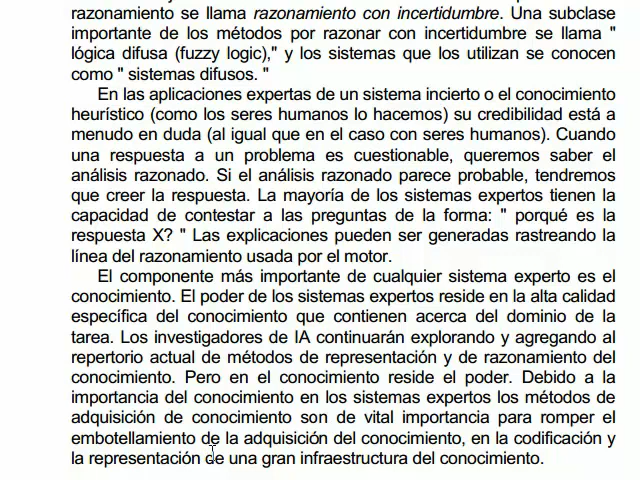 razonamiento se llama razonamiento con incertidumbre. Una subclase
importante de los métodos por razonar con incertidumbre se llama "
lógica difusa (fuzzy logic)," y los sistemas que los utilizan se conocen
como " sistemas difusos. "
En las aplicaciones expertas de un sistema incierto o el conocimiento
heurístico (como los seres humanos lo hacemos) su credibilidad está a
menudo en duda (al igual que en el caso con seres humanos). Cuando
una respuesta a un problema es cuestionable, queremos saber el
análisis razonado. Si el análisis razonado parece probable, tendremos
que creer la respuesta. La mayoría de los sistemas expertos tienen la
capacidad de contestar a las preguntas de la forma: " porqué es la
respuesta X? " Las explicaciones pueden ser generadas rastreando la
línea del razonamiento usada por el motor.
El componente más importante de cualquier sistema experto es el
conocimiento. El poder de los sistemas expertos reside en la alta calidad
específica del conocimiento que contienen acerca del dominio de la
tarea. Los investigadores de IA continuarán explorando y agregando al
repertorio actual de métodos de representación y de razonamiento del
conocimiento. Pero en el conocimiento reside el poder. Debido a la
importancia del conocimiento en los sistemas expertos los métodos de
adquisición de conocimiento son de vital importancia para romper el
embotellamiento de la adquisición del conocimiento, en la codificación y
la representación de una gran infraestructura del conocimiento.